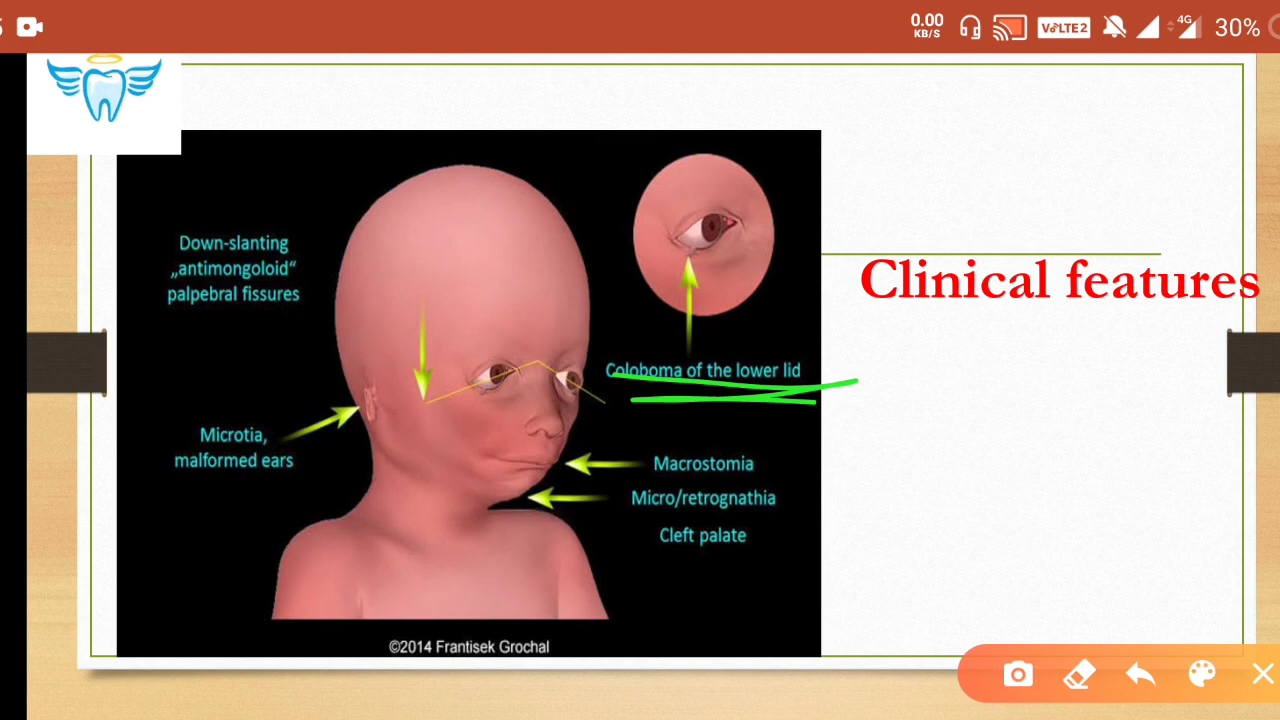 0.00
KB/S
VoLTE2
4G
30%
Down-slanting
„antimongoloid“
palpebral fissures
Clinical features
Coloboma of the lower lid
Microtia,
malformed ears
Macrostomia
Micro/retrognathia
Cleft palate
©2014 Frantisek Grochal